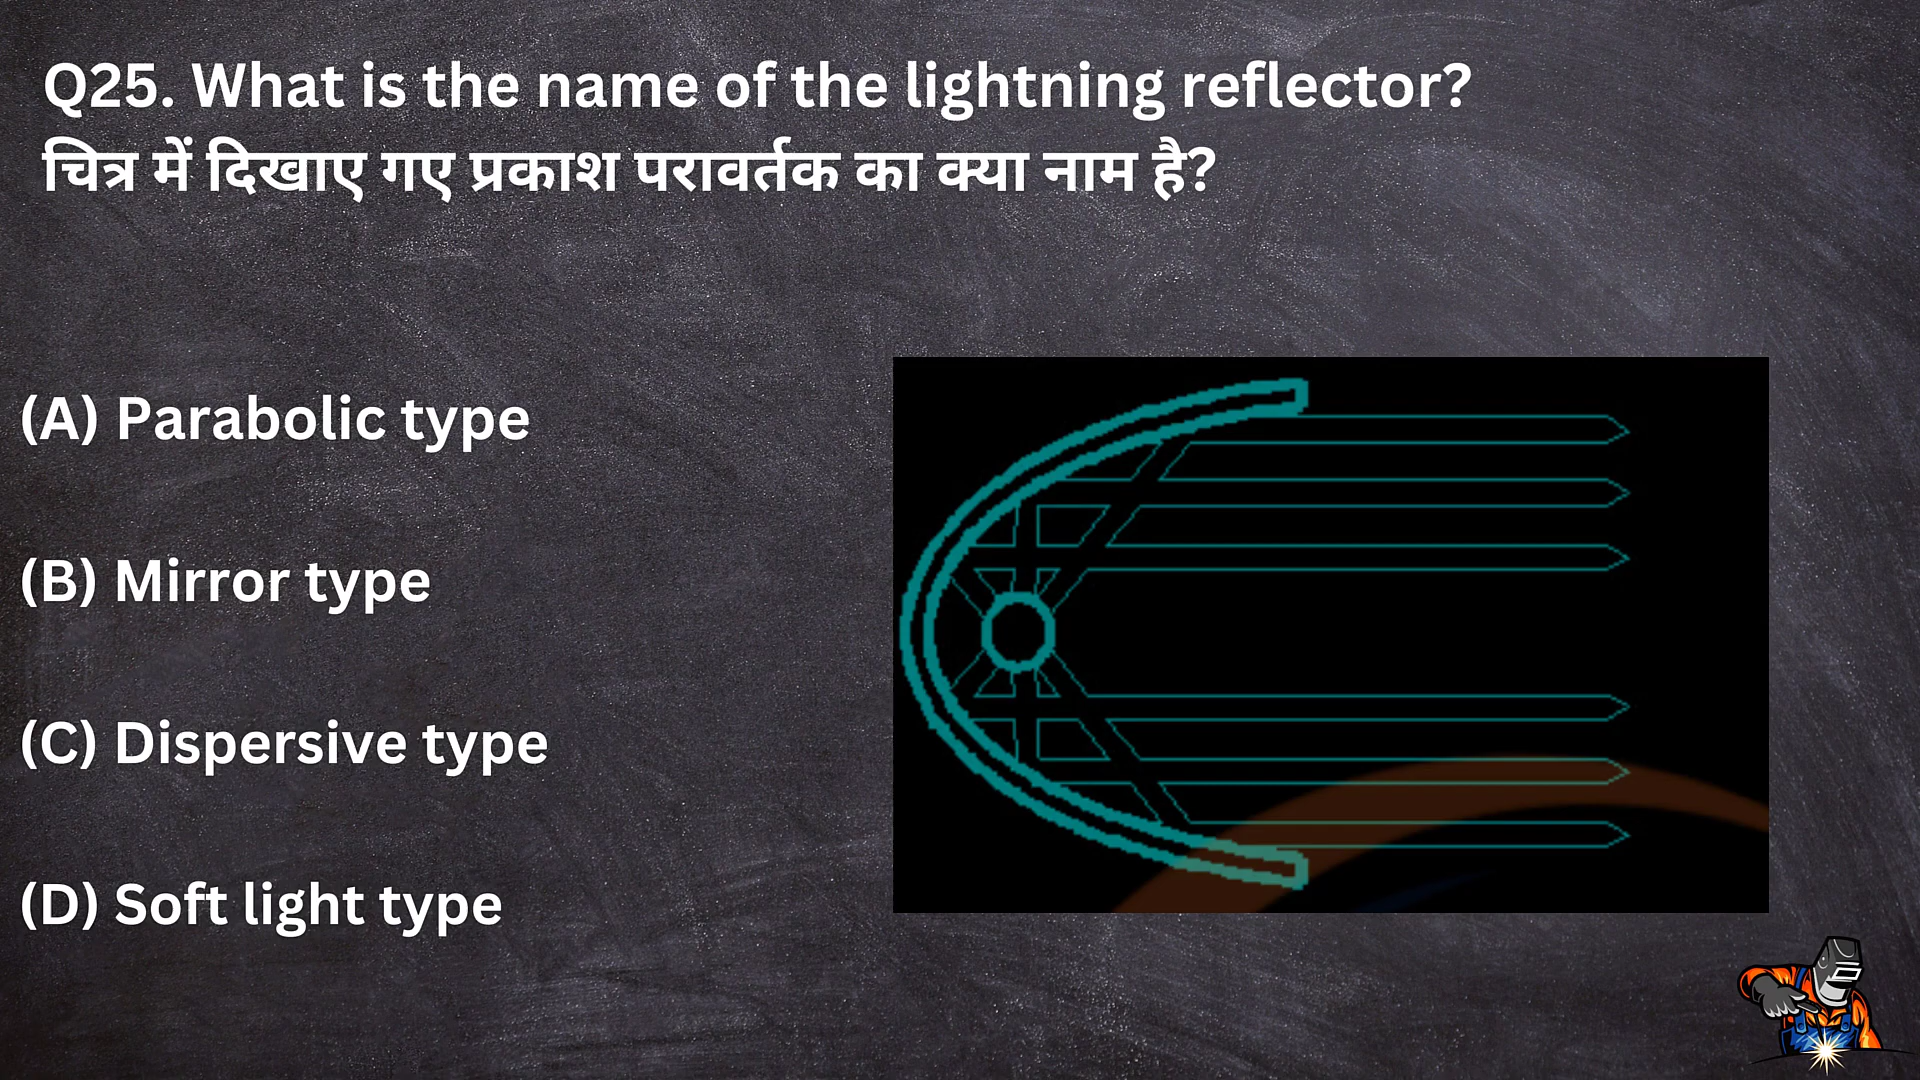 Q25. What is the name of the lightning reflector?
चित्र में दिखाए गए प्रकाश परावर्तक का क्या नाम है?
(A) Parabolic type
(B) Mirror type
(C) Dispersive type
(D) Soft light type